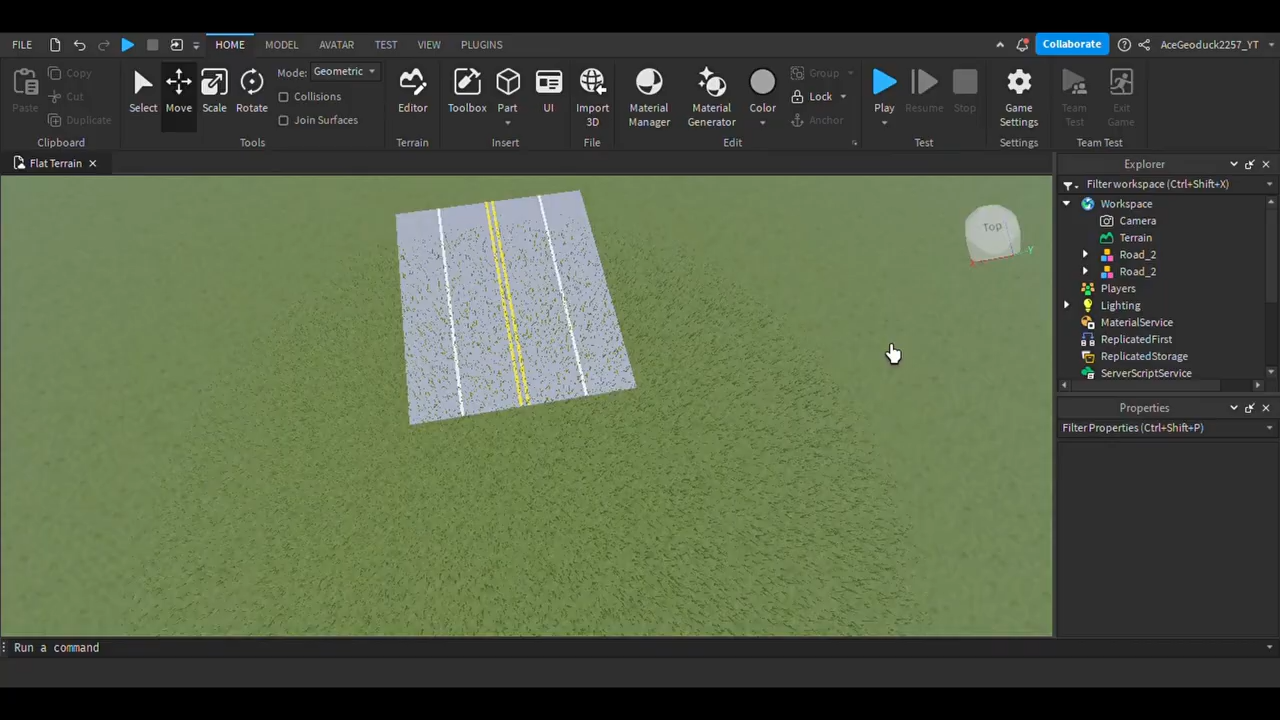 FILE HOME MODEL AVATAR TEST VIEW PLUGINS Collaborate AceGeoduck2257_YT
Paste Copy Cut Duplicate Clipboard
Select Move Scale Rotate Mode: Geometric Collisions Join Surfaces Tools
Editor Terrain
Toolbox Part UI Insert
Import 3D File
Material Manager Material Generator Color Group Lock Anchor Edit
Play Resume Stop Test
Game Settings Settings
Team Test Exit Game Team Test
Flat Terrain
Top
Y
Explorer
Filter workspace (Ctrl+Shift+X)
Workspace
Camera
Terrain
Road_2
Road_2
Players
Lighting
MaterialService
ReplicatedFirst
ReplicatedStorage
ServerScriptService
Properties
Filter Properties (Ctrl+Shift+P)
Run a command